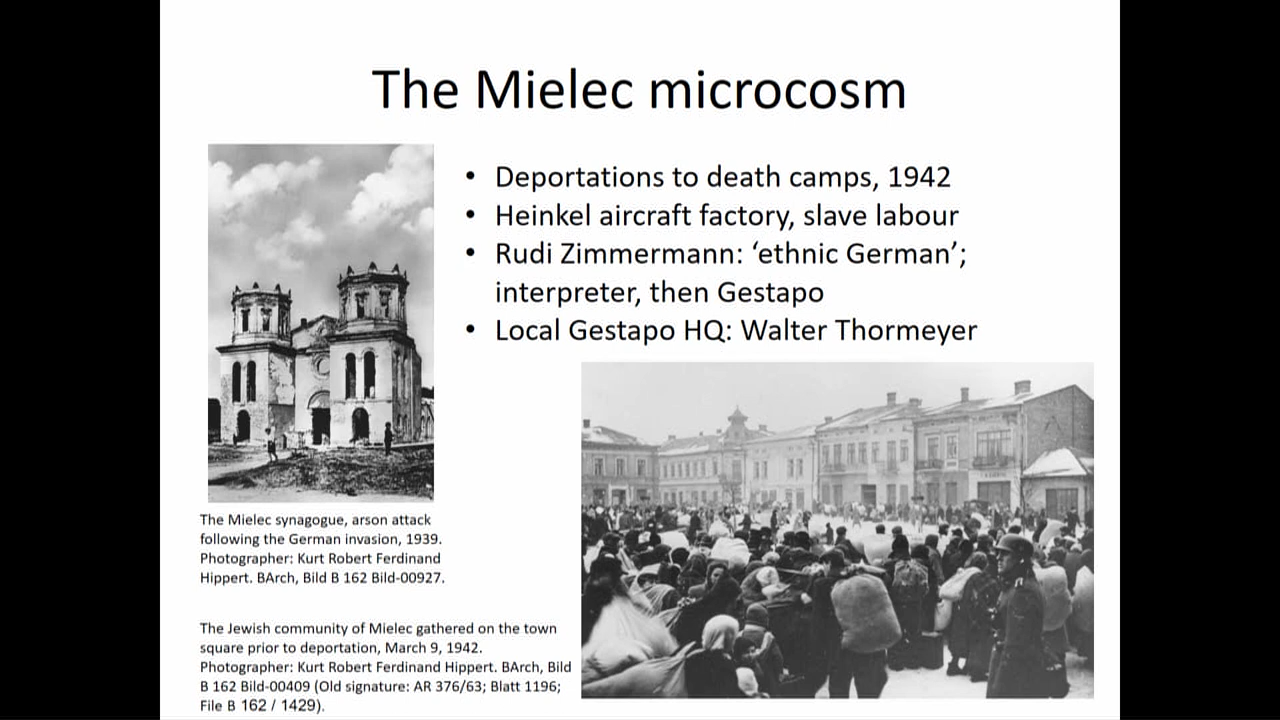 The Mielec microcosm
• Deportations to death camps, 1942
• Heinkel aircraft factory, slave labour
• Rudi Zimmermann: ‘ethnic German’;
interpreter, then Gestapo
• Local Gestapo HQ: Walter Thormeyer
The Mielec synagogue, arson attack
following the German invasion, 1939.
Photographer: Kurt Robert Ferdinand
Hippert. BArch, Bild B 162 Bild-00927.
The Jewish community of Mielec gathered on the town
square prior to deportation, March 9, 1942.
Photographer: Kurt Robert Ferdinand Hippert. BArch, Bild
B 162 Bild-00409 (Old signature: AR 376/63; Blatt 1196;
File B 162 / 1429).